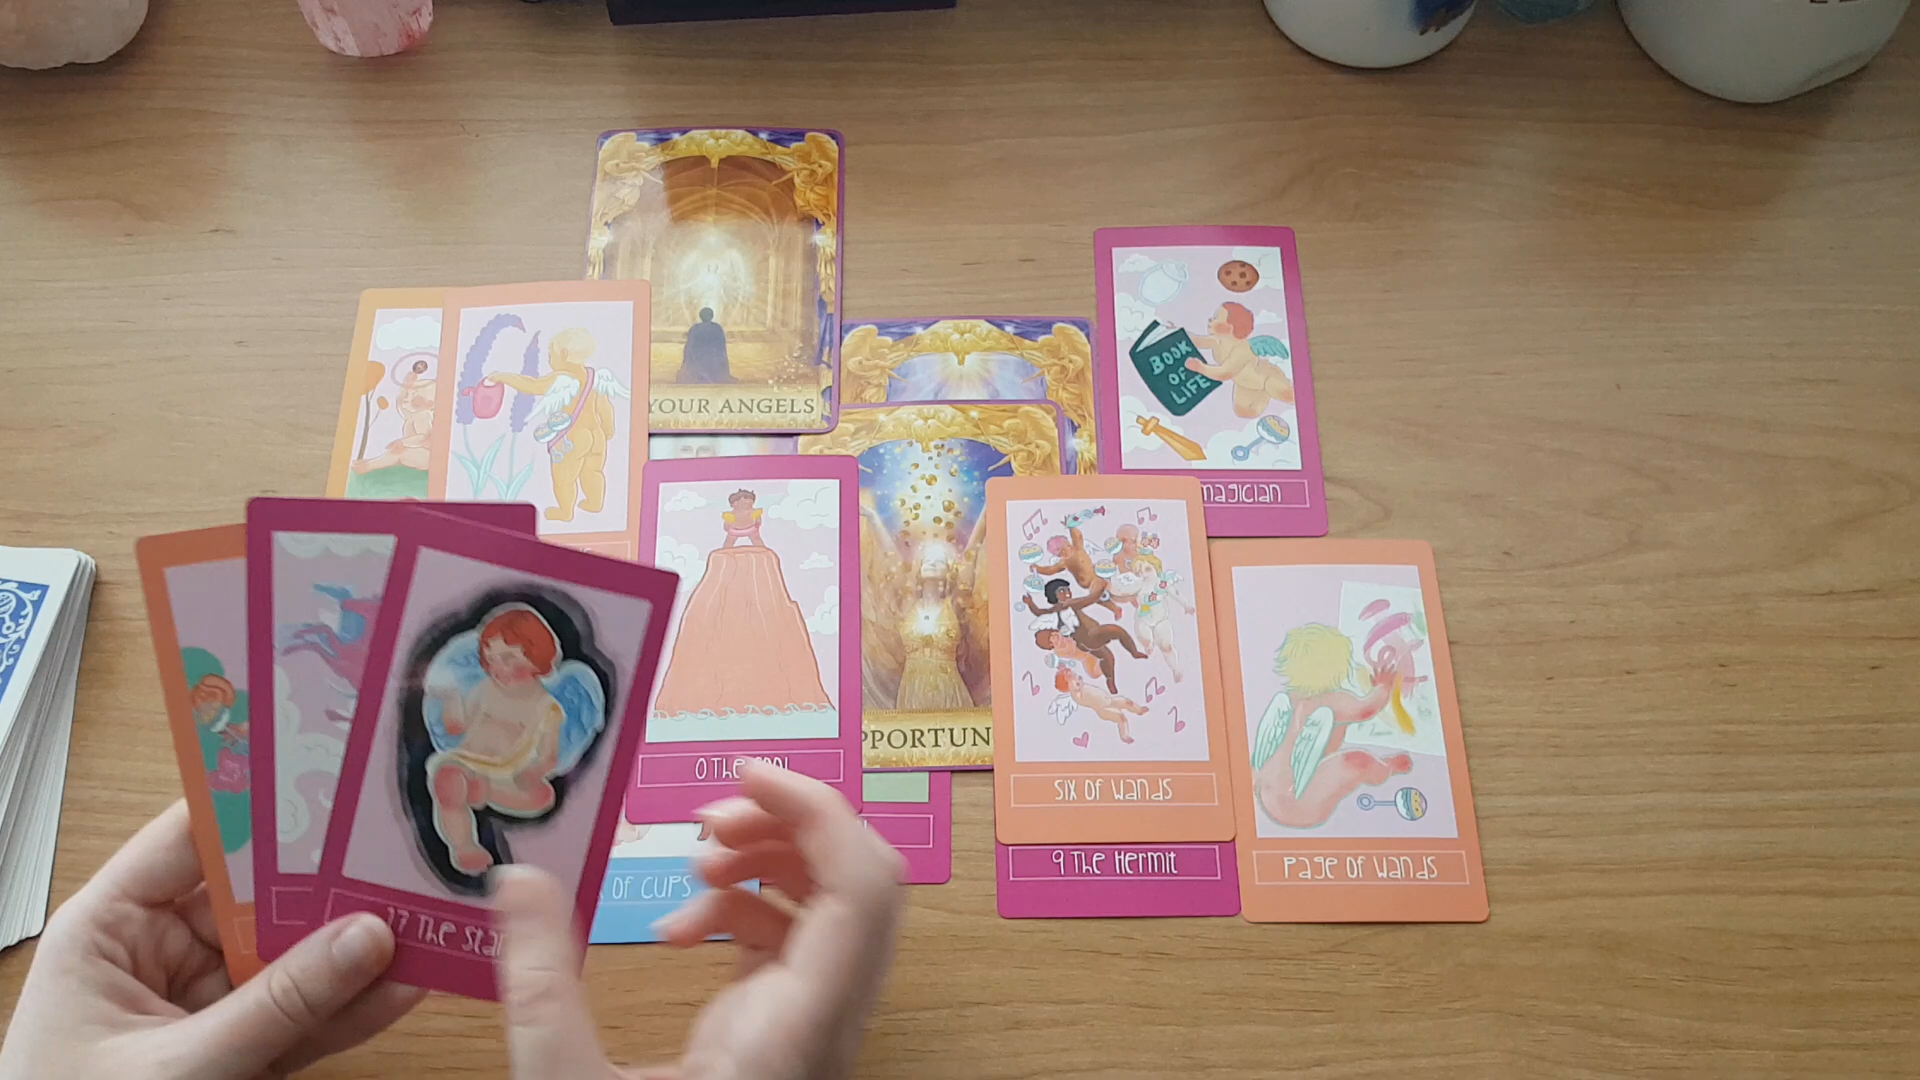 YOUR ANGELS
BOOK
OF
LIFE
magician
0 The Fool
PPORTUN
SIX OF WANDS
9 The Hermit
Page OF WANDS
OF CUPS
17 The Star